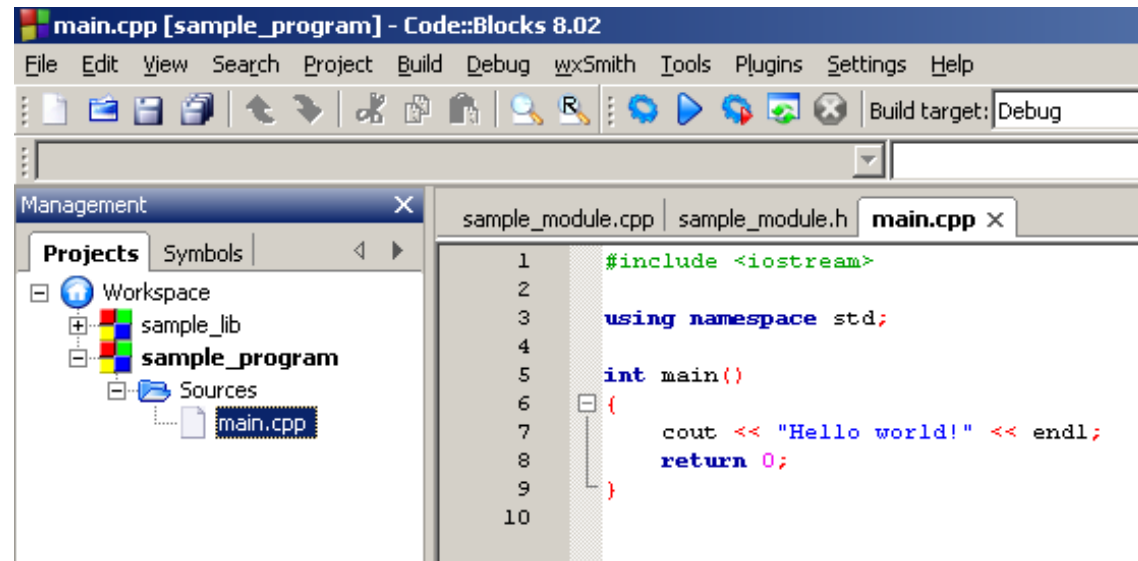 main.cpp [sample_program] - Code::Blocks 8.02
File Edit View Search Project Build Debug wxSmith Tools Plugins Settings Help
Build target: Debug
Management
Projects Symbols
Workspace
sample_lib
sample_program
Sources
main.cpp
sample_module.cpp sample_module.h main.cpp
1 #include <iostream>
2
3 using namespace std;
4
5 int main()
6 {
7 cout << "Hello world!" << endl;
8 return 0;
9 }
10